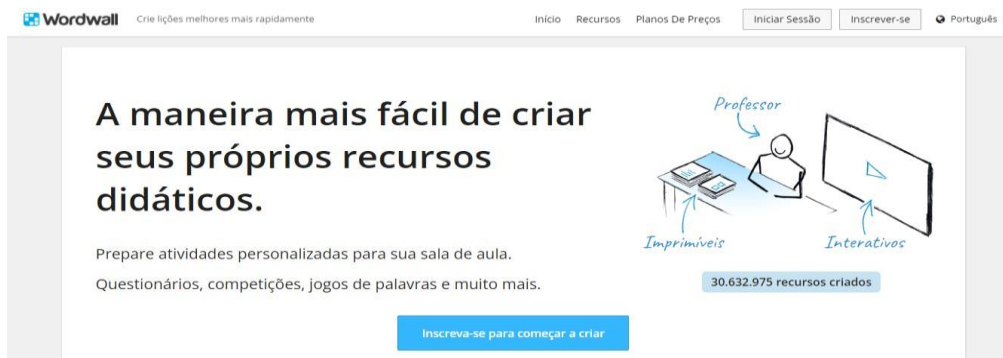 Wordwall
Crie lições melhores mais rapidamente
Início Recursos Planos De Preços Iniciar Sessão Inscrever-se Português
A maneira mais fácil de criar
seus próprios recursos
didáticos.
Prepare atividades personalizadas para sua sala de aula.
Questionários, competições, jogos de palavras e muito mais.
Inscreva-se para começar a criar
Professor
Imprimíveis
Interativos
30.632.975 recursos criados